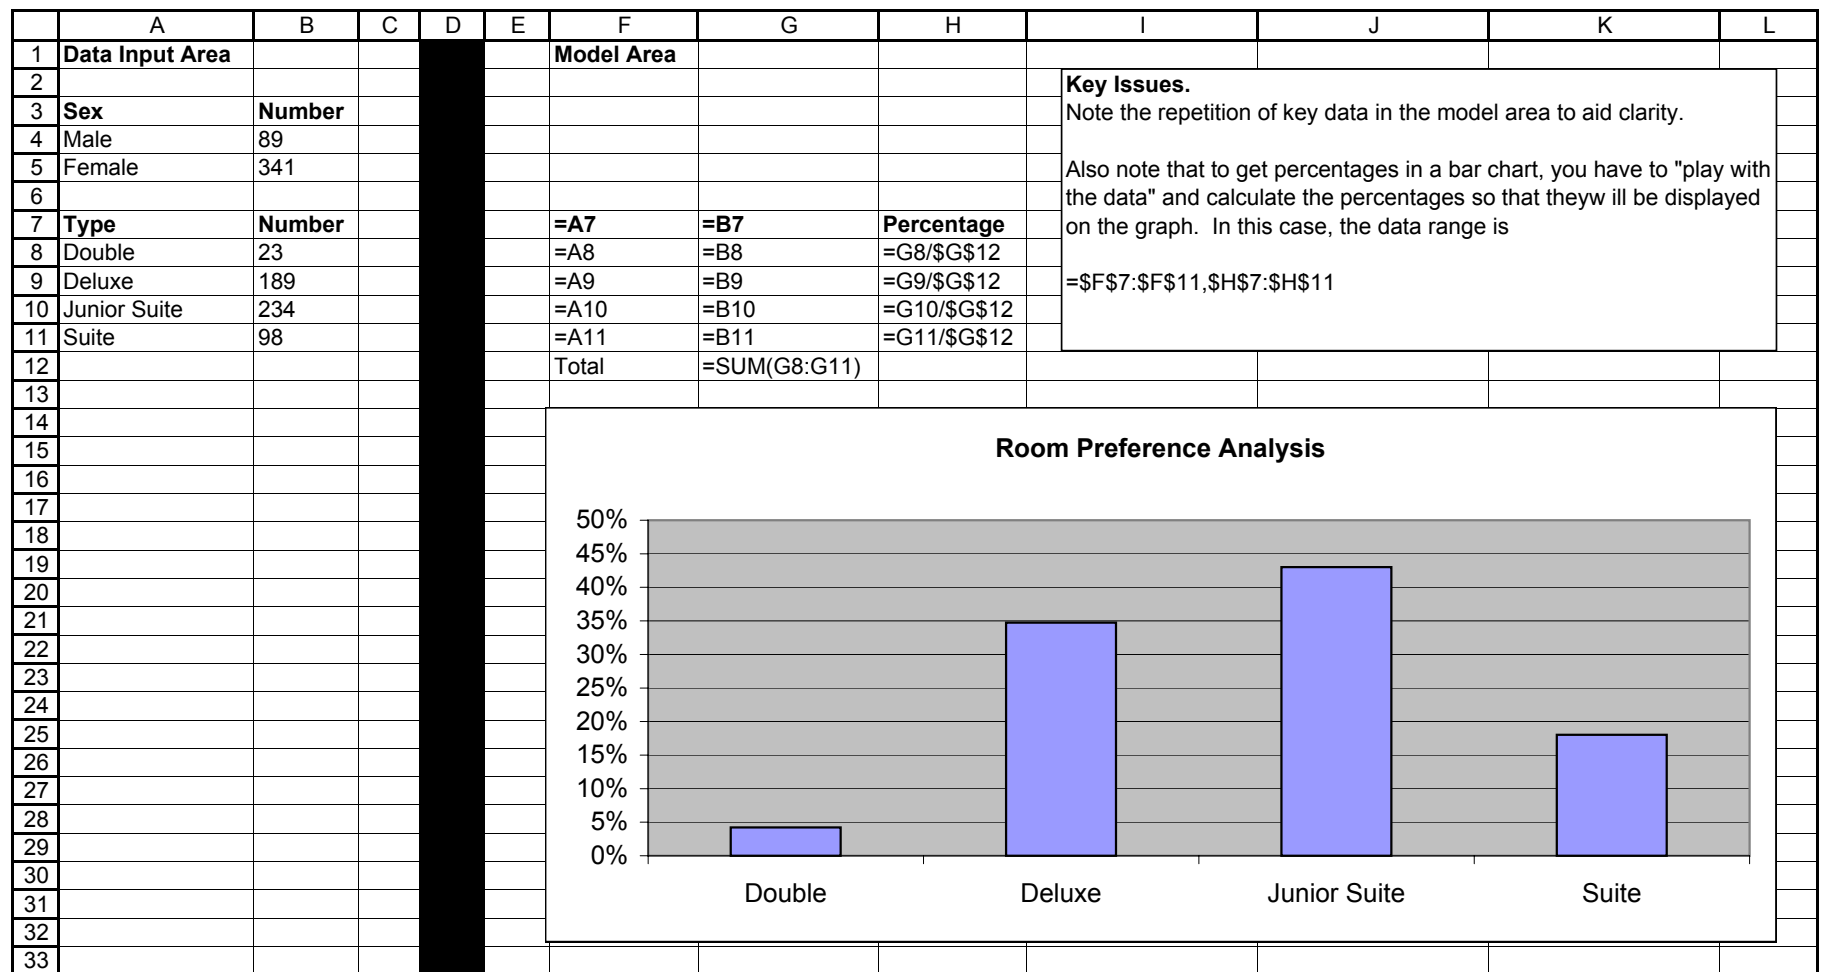 A B C D E F G H I J K L
1 Data Input Area Model Area
2 Key Issues.
3 Sex Number Note the repetition of key data in the model area to aid clarity.
4 Male 89
5 Female 341 Also note that to get percentages in a bar chart, you have to "play with
6 the data" and calculate the percentages so that theyw ill be displayed
7 Type Number =A7 =B7 Percentage on the graph. In this case, the data range is
8 Double 23 =A8 =B8 =G8/$G$12
9 Deluxe 189 =A9 =B9 =G9/$G$12 =$F$7:$F$11,$H$7:$H$11
10 Junior Suite 234 =A10 =B10 =G10/$G$12
11 Suite 98 =A11 =B11 =G11/$G$12
12 Total =SUM(G8:G11)
13
14
15 Room Preference Analysis
16
17
18 50%
19 45%
20 40%
21 35%
22 30%
23 25%
24 20%
25 15%
26 10%
27 5%
28 0%
29
30
31 Double Deluxe Junior Suite Suite
32
33